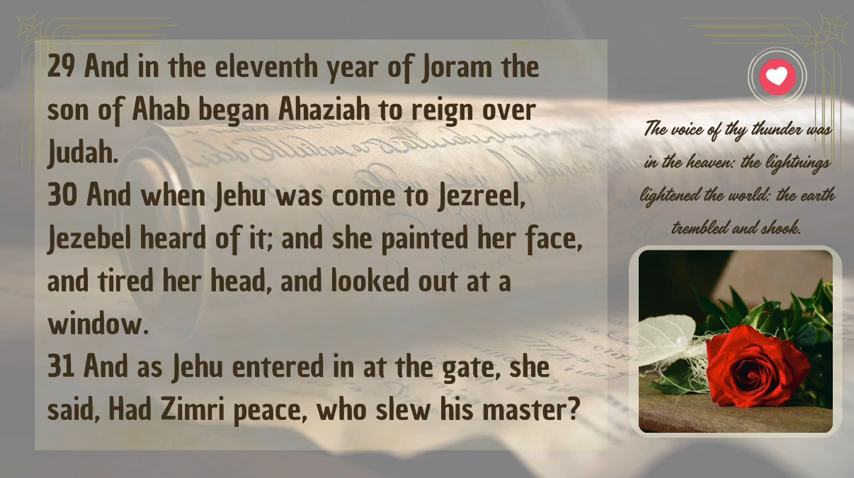 29 And in the eleventh year of Joram the
son of Ahab began Ahaziah to reign over
Judah.
30 And when Jehu was come to Jezreel,
Jezebel heard of it; and she painted her face,
and tired her head, and looked out at a
window.
31 And as Jehu entered in at the gate, she
said, Had Zimri peace, who slew his master?
The voice of thy thunder was
in the heaven: the lightnings
lightened the world: the earth
trembled and shook.